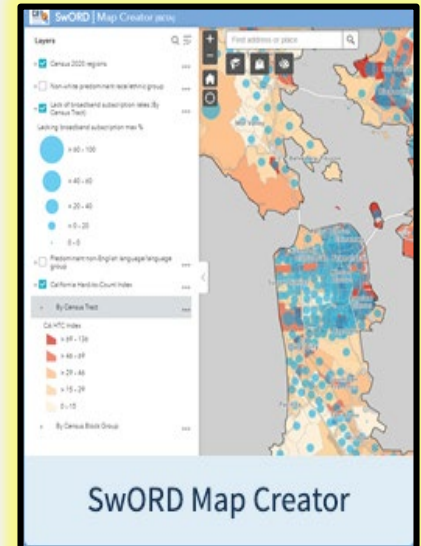 SwORD | Map Creator (BETA)
Layers
Find address or place
Census 2020 regions
Non-white predominant race/ethnic group
Lack of broadband subscription rates (By Census Tract)
Lacking broadband subscription max %
> 60 - 100
> 40 - 60
> 20 - 40
> 0 - 20
0 - 0
Predominant non-English language/language group
California Hard-to-Count Index
By Census Tract
CA HTC Index
> 69 - 136
> 46 - 69
> 29 - 46
> 15 - 29
0 - 15
By Census Block Group
SwORD Map Creator